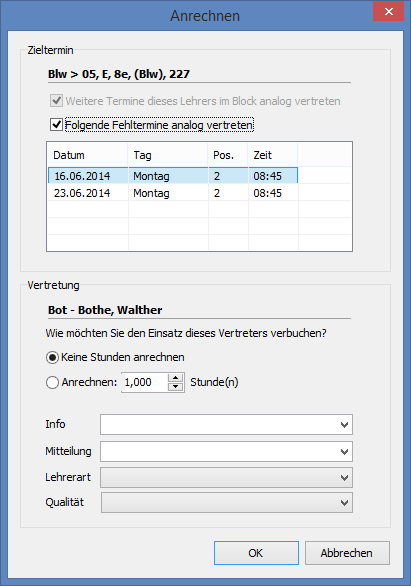 Anrechnen
Zieltermin
Blw > 05, E, 8e, (Blw), 227
Weitere Termine dieses Lehrers im Block analog vertreten
Folgende Fehltermine analog vertreten
Datum Tag Pos. Zeit
16.06.2014 Montag 2 08:45
23.06.2014 Montag 2 08:45
Vertretung
Bot - Bothe, Walther
Wie möchten Sie den Einsatz dieses Vertreters verbuchen?
Keine Stunden anrechnen
Anrechnen: 1,000 Stunde(n)
Info
Mitteilung
Lehrerart
Qualität
OK Abbrechen